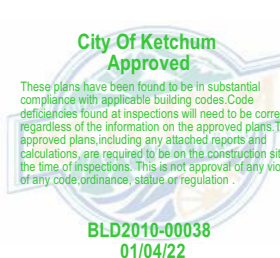 City Of Ketchum
Approved
These plans have been found to be in substantial
compliance with applicable building codes.Code
deficiencies found at inspections will need to be corre
regardless of the information on the approved plans.T
approved plans,including any attached reports and
calculations, are required to be on the construction sit
the time of inspections. This is not approval of any vio
of any code,ordinance, statue or regulation .
BLD2010-00038
01/04/22